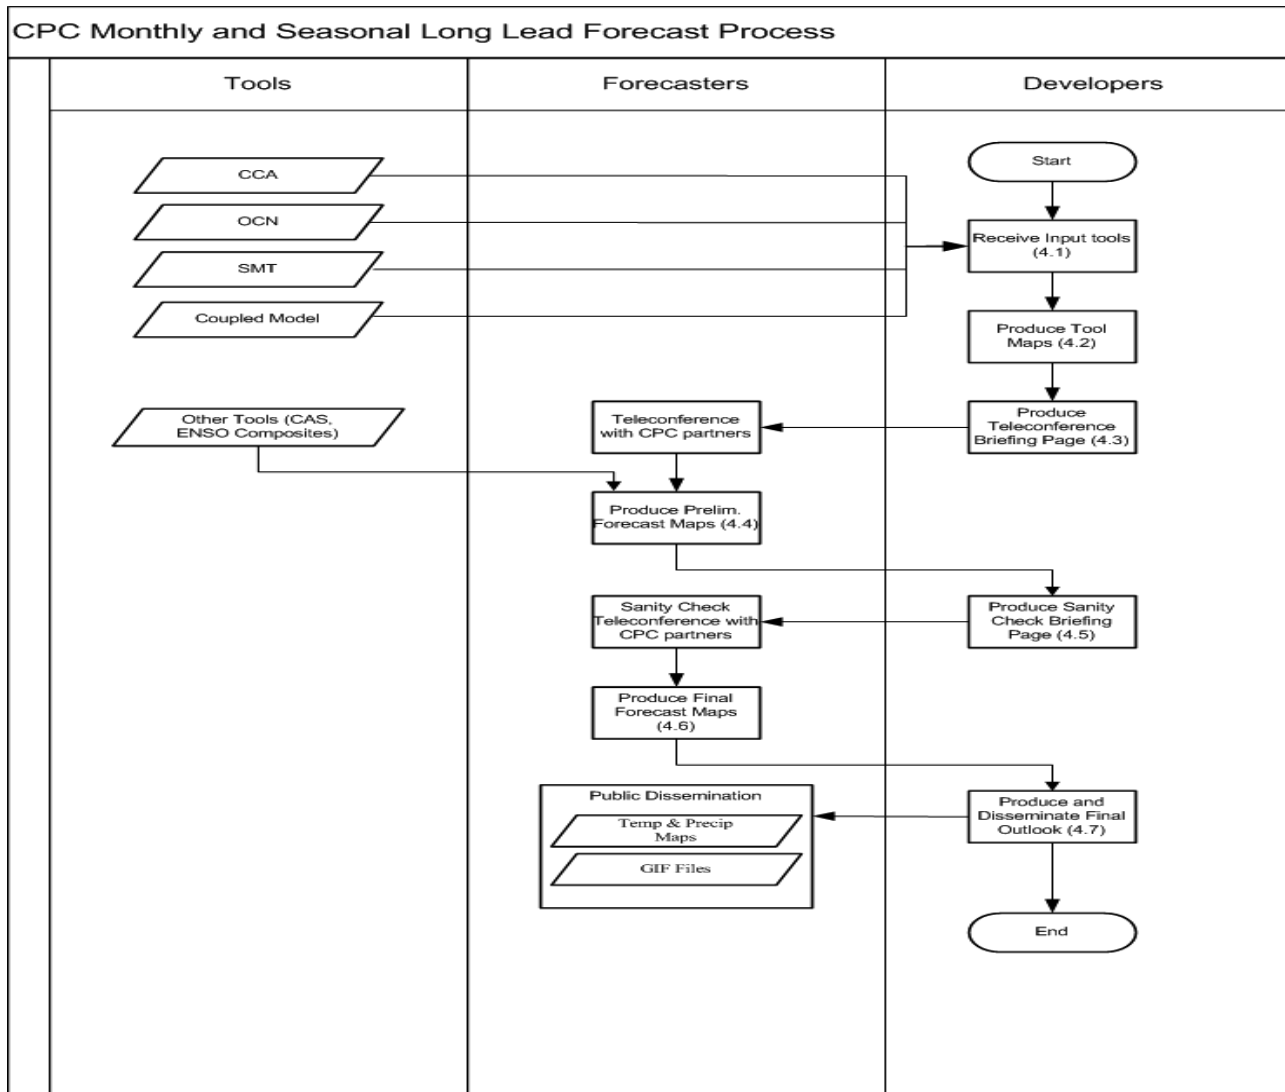 CPC Monthly and Seasonal Long Lead Forecast Process
Tools
Forecasters
Developers
Start
CCA
OCN
SMT
Coupled Model
Receive Input tools
(4.1)
Produce Tool
Maps (4.2)
Other Tools (CAS,
ENSO Composites)
Teleconference
with CPC partners
Produce
Teleconference
Briefing Page (4.3)
Produce Prelim.
Forecast Maps (4.4)
Sanity Check
Teleconference with
CPC partners
Produce Sanity
Check Briefing
Page (4.5)
Produce Final
Forecast Maps
(4.6)
Public Dissemination
Temp & Precip
Maps
GIF Files
Produce and
Disseminate Final
Outlook (4.7)
End